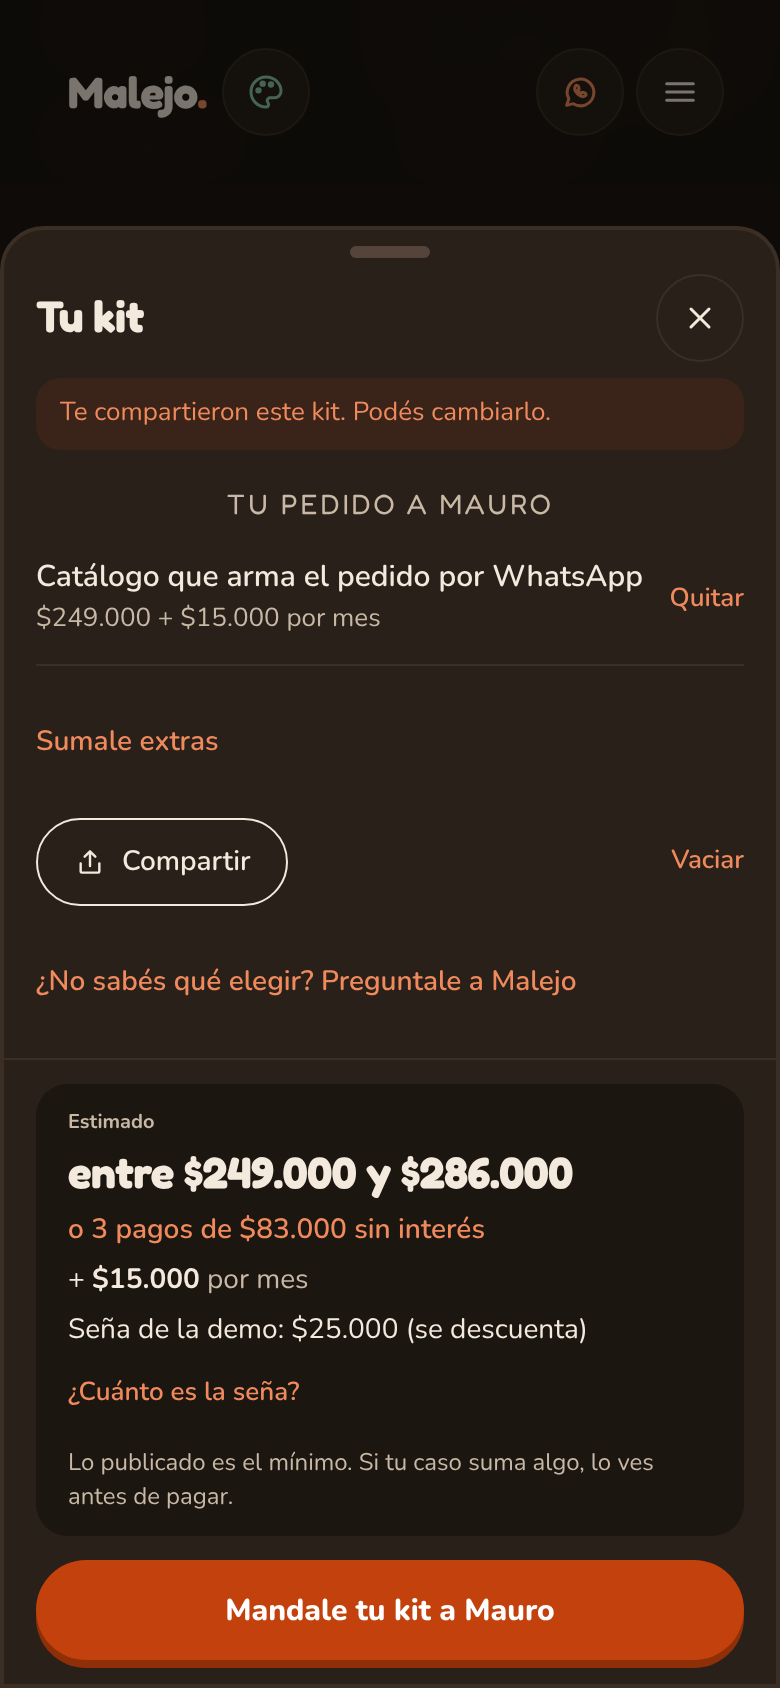 Malejo.
Tu kit
Te compartieron este kit. Podés cambiarlo.
TU PEDIDO A MAURO
Catálogo que arma el pedido por WhatsApp
$249.000 + $15.000 por mes
Quitar
Sumale extras
Compartir
Vaciar
¿No sabés qué elegir? Preguntale a Malejo
Estimado
entre $249.000 y $286.000
o 3 pagos de $83.000 sin interés
+ $15.000 por mes
Seña de la demo: $25.000 (se descuenta)
¿Cuánto es la seña?
Lo publicado es el mínimo. Si tu caso suma algo, lo ves
antes de pagar.
Mandale tu kit a Mauro